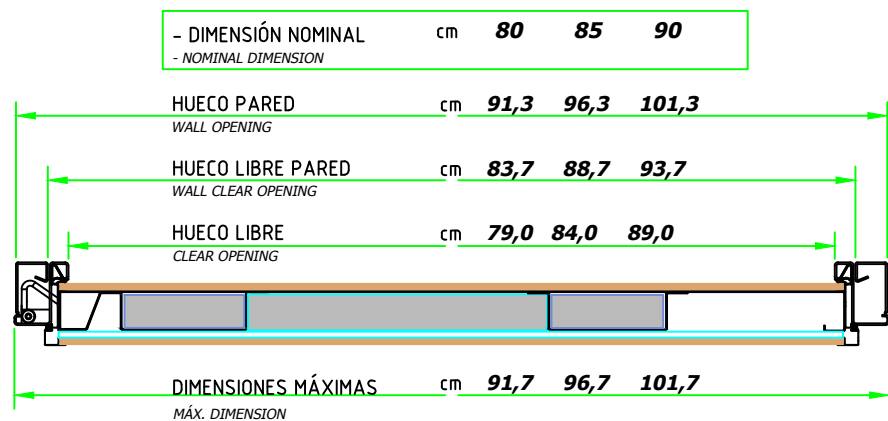 - DIMENSIÓN NOMINAL cm 80 85 90
- NOMINAL DIMENSION
HUECO PARED cm 91,3 96,3 101,3
WALL OPENING
HUECO LIBRE PARED cm 83,7 88,7 93,7
WALL CLEAR OPENING
HUECO LIBRE cm 79,0 84,0 89,0
CLEAR OPENING
DIMENSIONES MÁXIMAS cm 91,7 96,7 101,7
MÁX. DIMENSION